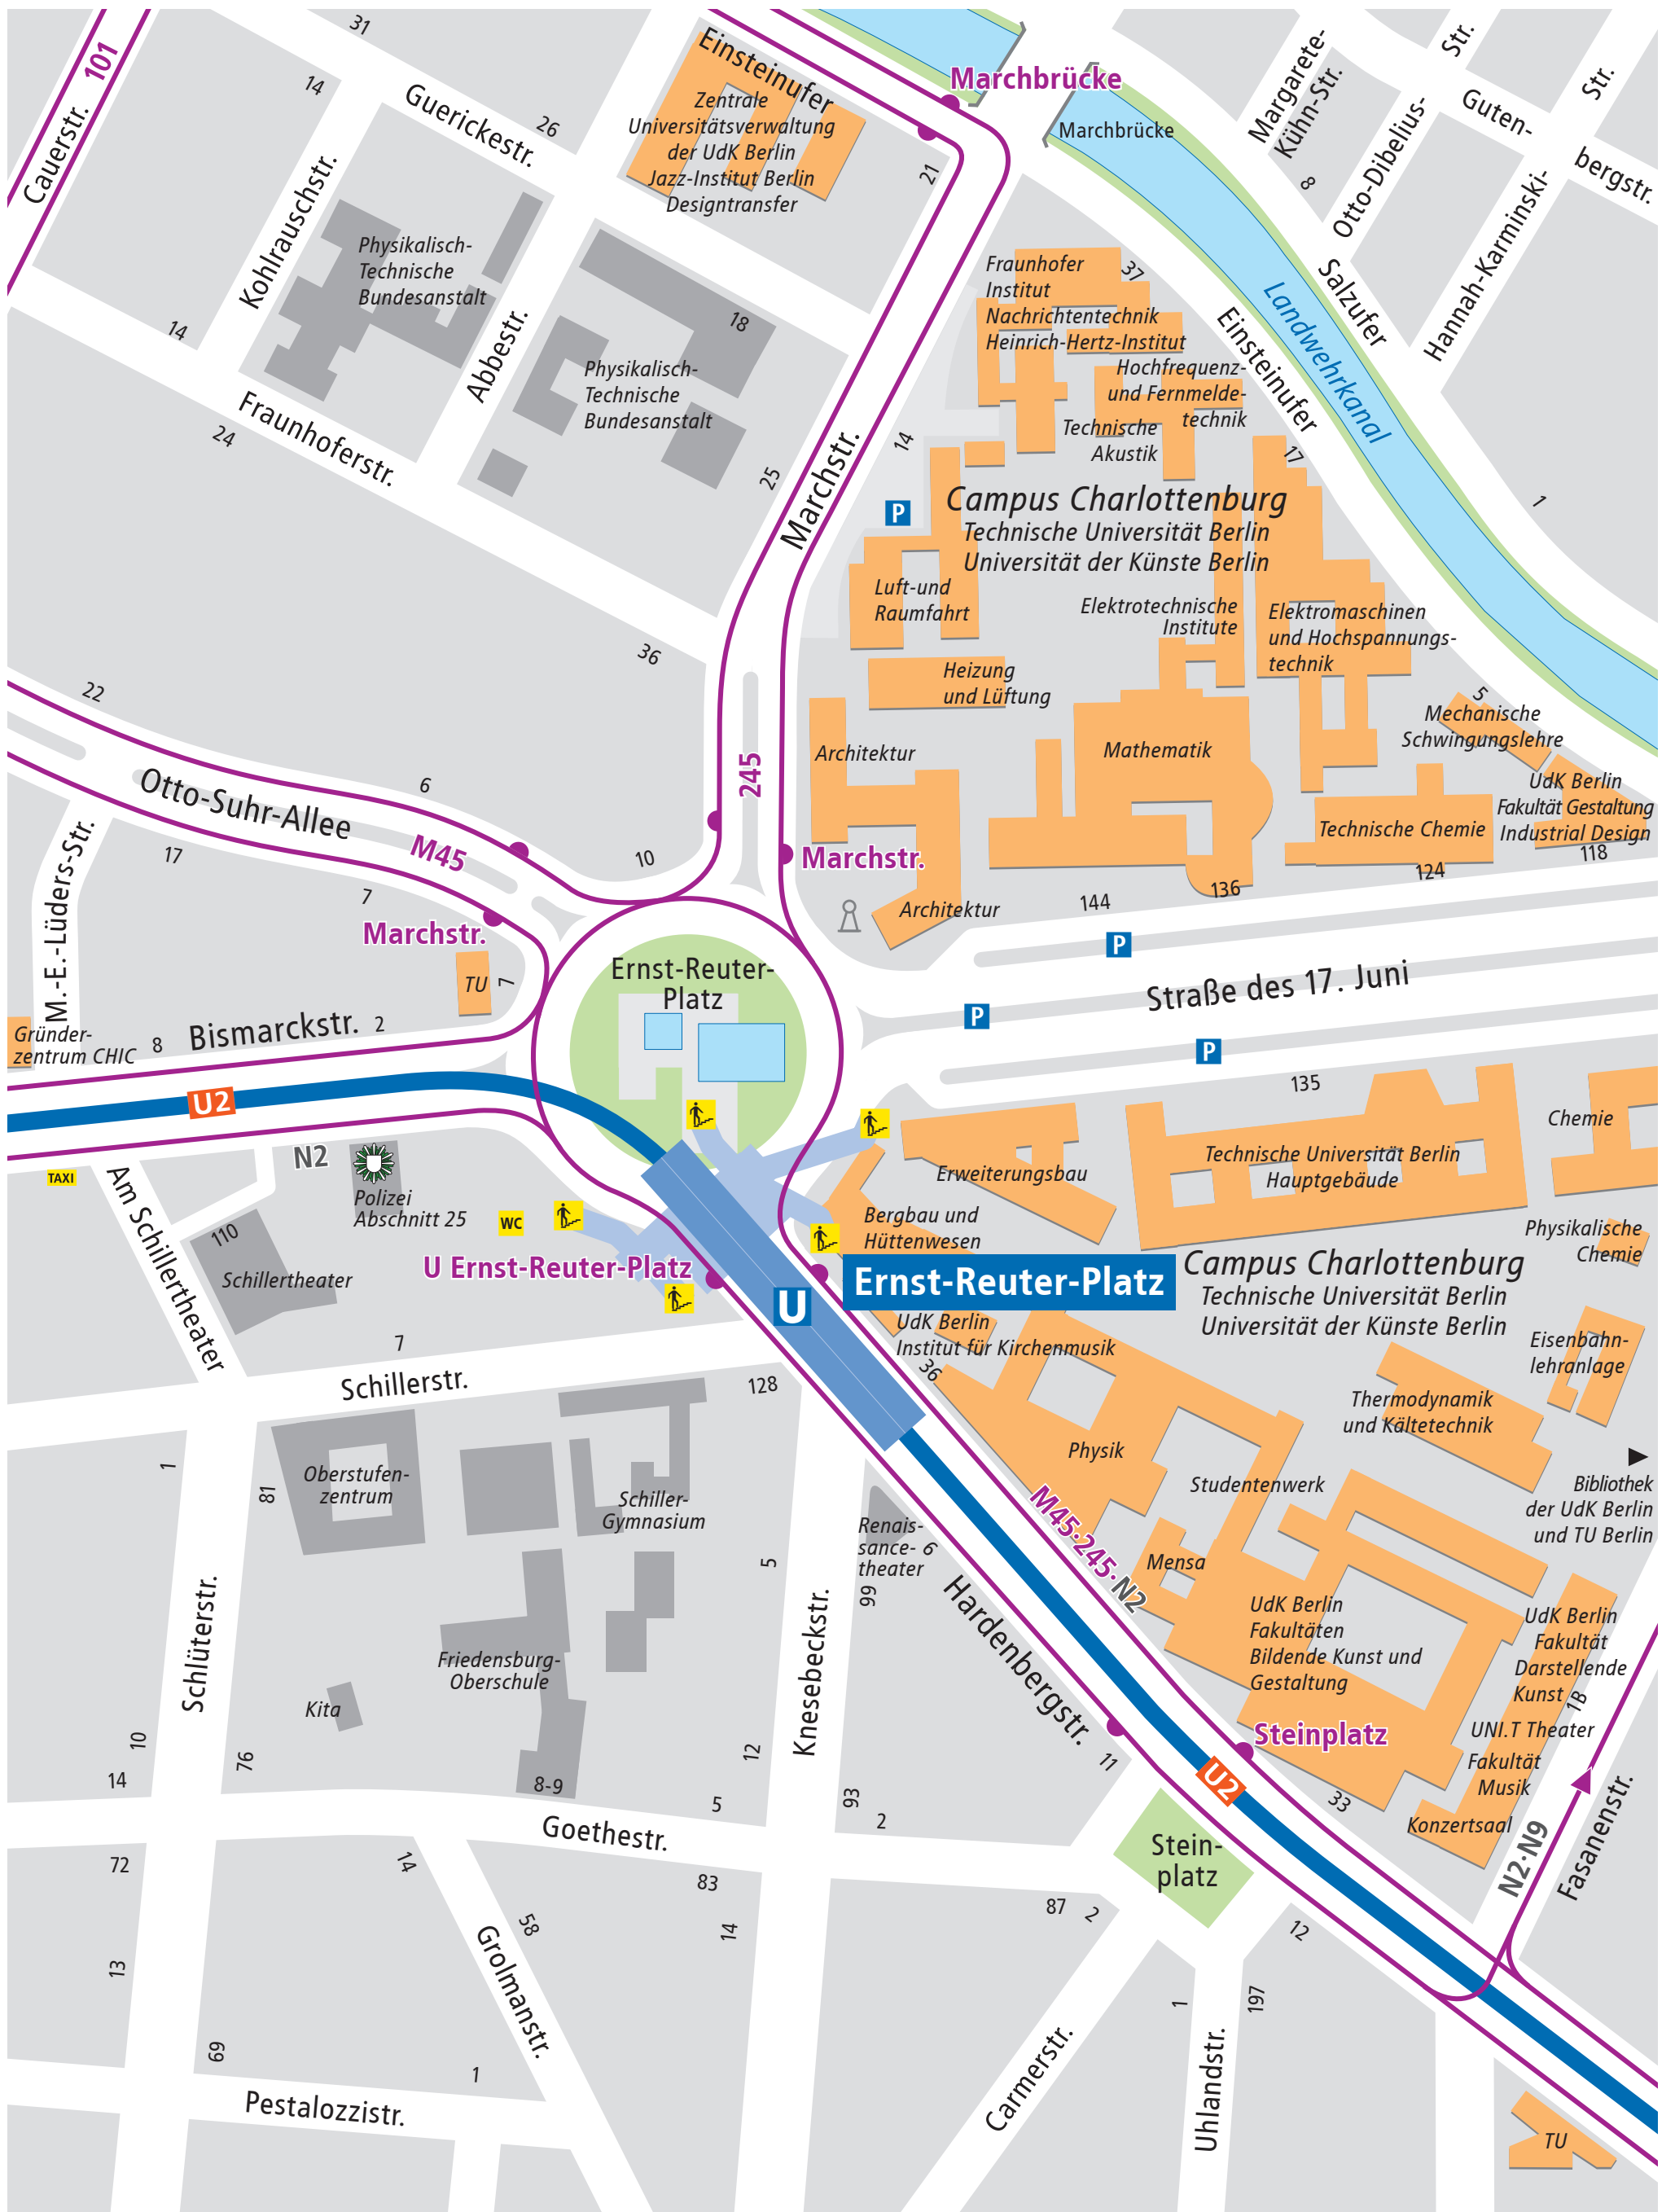 101
Cauerstr.
31
14
Guerickestr.
26
Kohlrauschstr.
Einsteinufer
Zentrale
Universitätsverwaltung
der UdK Berlin
Jazz-Institut Berlin
Designtransfer
21
Marchbrücke
Marchbrücke
Margarete-
Kühn-Str.
8
Otto-Dibelius-
Str.
Hannah-Karminski-
Str.
Guten-
bergstr.
Salzufer
Landwehrkanal
Einsteinufer
1
Physikalisch-
Technische
Bundesanstalt
14
Abbestr.
18
Physikalisch-
Technische
Bundesanstalt
24
Fraunhoferstr.
25
Marchstr.
14
36
Fraunhofer
Institut
Nachrichtentechnik
Heinrich-Hertz-Institut
37
Hochfrequenz-
und Fernmelde-
technik
Technische
Akustik
17
P
Campus Charlottenburg
Technische Universität Berlin
Universität der Künste Berlin
Luft-und
Raumfahrt
Elektrotechnische
Institute
Elektromaschinen
und Hochspannungs-
technik
Heizung
und Lüftung
5
Mechanische
Schwingungslehre
Architektur
Mathematik
UdK Berlin
Fakultät Gestaltung
Industrial Design
Technische Chemie
118
124
136
144
Architektur
22
Otto-Suhr-Allee
6
M45
245
10
Marchstr.
17
7
M.-E.-Lüders-Str.
Marchstr.
TU
7
Ernst-Reuter-
Platz
P
Straße des 17. Juni
P
P
135
Gründer-
zentrum CHIC
8
Bismarckstr.
2
U2
N2
TAXI
Am Schillertheater
Polizei
Abschnitt 25
WC
110
Schillertheater
U Ernst-Reuter-Platz
U
Ernst-Reuter-Platz
Erweiterungsbau
Bergbau und
Hüttenwesen
Technische Universität Berlin
Hauptgebäude
Chemie
Physikalische
Chemie
Campus Charlottenburg
Technische Universität Berlin
Universität der Künste Berlin
UdK Berlin
Institut für Kirchenmusik
36
Eisenbahn-
lehranlage
Thermodynamik
und Kältetechnik
Physik
Studentenwerk
Bibliothek
der UdK Berlin
und TU Berlin
7
Schillerstr.
128
1
81
Oberstufen-
zentrum
Schiller-
Gymnasium
Renais-
sance-
theater
6
99
5
M45·245·N2
Mensa
UdK Berlin
Fakultäten
Bildende Kunst und
Gestaltung
UdK Berlin
Fakultät
Darstellende
Kunst
1B
UNI.T Theater
Fakultät
Musik
Konzertsaal
Schlüterstr.
Friedensburg-
Oberschule
Kita
Knesebeckstr.
Hardenbergstr.
Steinplatz
U2
11
33
10
14
76
8-9
12
5
93
2
Goethestr.
Stein-
platz
N2·N9
Fasanenstr.
72
14
83
87
2
12
58
14
13
Grolmanstr.
1
197
69
1
Pestalozzistr.
Carmerstr.
Uhlandstr.
TU